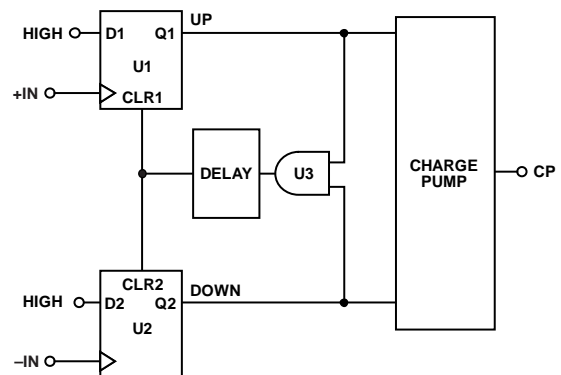 UP
HIGH
D1
Q1
U1
+IN
CLR1
DELAY
U3
CHARGE
PUMP
CP
CLR2
DOWN
HIGH
D2
Q2
U2
–IN